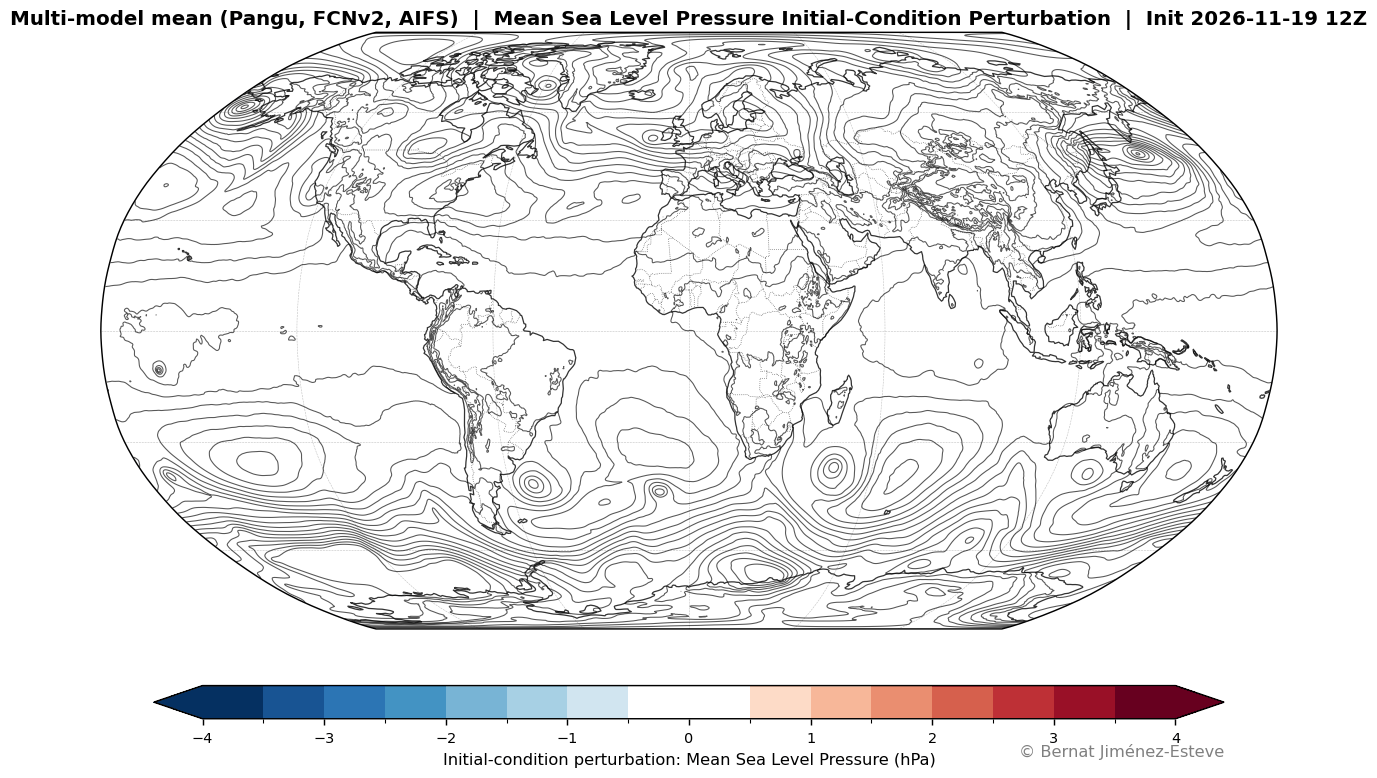 Multi-model mean (Pangu, FCNv2, AIFS) | Mean Sea Level Pressure Initial-Condition Perturbation | Init 2026-11-19 12Z
−4 −3 −2 −1 0 1 2 3 4
Initial-condition perturbation: Mean Sea Level Pressure (hPa)
© Bernat Jiménez-Esteve